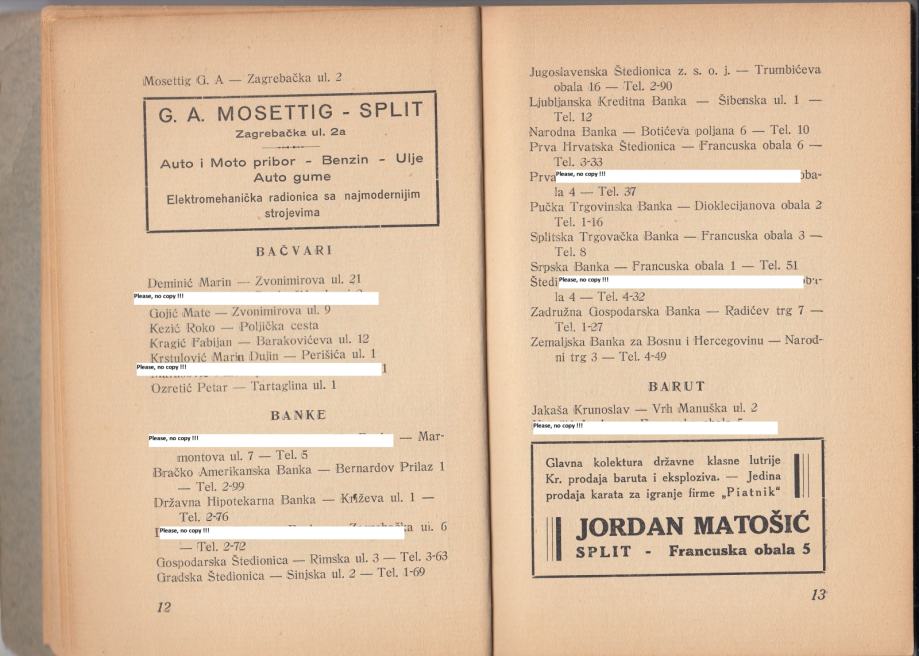 Mosettig G. A — Zagrebačka ul. 2
G. A. MOSETTIG - SPLIT
Zagrebačka ul. 2a
Auto i Moto pribor - Benzin - Ulje
Auto gume
Elektromehanička radionica sa najmodernijim
strojevima
BAČVARI
Deminić Marin — Zvonimirova ul. 21
Please, no copy !!!
Gojić Mate — Zvonimirova ul. 9
Kezić Roko — Poljička cesta
Kragić Fabijan — Barakovićeva ul. 12
Krstulović Marin Dujin — Perišića ul. 1
Please, no copy !!! 1
Ozretić Petar — Tartaglina ul. 1
BANKE
Please, no copy !!! — Mar-
montova ul. 7 — Tel. 5
Bračko Amerikanska Banka — Bernardov Prilaz 1
— Tel. 2-99
Državna Hipotekarna Banka — Križeva ul. 1 —
Tel. 2-76
Please, no copy !!! ul. 6
— Tel. 2-72
Gospodarska Štedionica — Rimska ul. 3 — Tel. 3-63
Gradska Štedionica — Sinjska ul. 2 — Tel. 1-69
12
Jugoslavenska Štedionica z. s. o. j. — Trumbićeva
obala 16 — Tel. 2-90
Ljubljanska Kreditna Banka — Šibenska ul. 1 —
Tel. 12
Narodna Banka — Botićeva poljana 6 — Tel. 10
Prva Hrvatska Štedionica — Francuska obala 6 —
Tel. 3-33
Prva Please, no copy !!! oba-
la 4 — Tel. 37
Pučka Trgovinska Banka — Dioklecijanova obala 2
Tel. 1-16
Splitska Trgovačka Banka — Francuska obala 3 —
Tel. 8
Srpska Banka — Francuska obala 1 — Tel. 51
Štedi Please, no copy !!! oba-
la 4 — Tel. 4-32
Zadružna Gospodarska Banka — Radićev trg 7 —
Tel. 1-27
Zemaljska Banka za Bosnu i Hercegovinu — Narod-
ni trg 3 — Tel. 4-49
BARUT
Jakaša Krunoslav — Vrh Manuška ul. 2
Please, no copy !!!
Glavna kolektura državne klasne lutrije
Kr. prodaja baruta i eksploziva. — Jedina
prodaja karata za igranje firme „Piatnik“
JORDAN MATOŠIĆ
SPLIT - Francuska obala 5
13